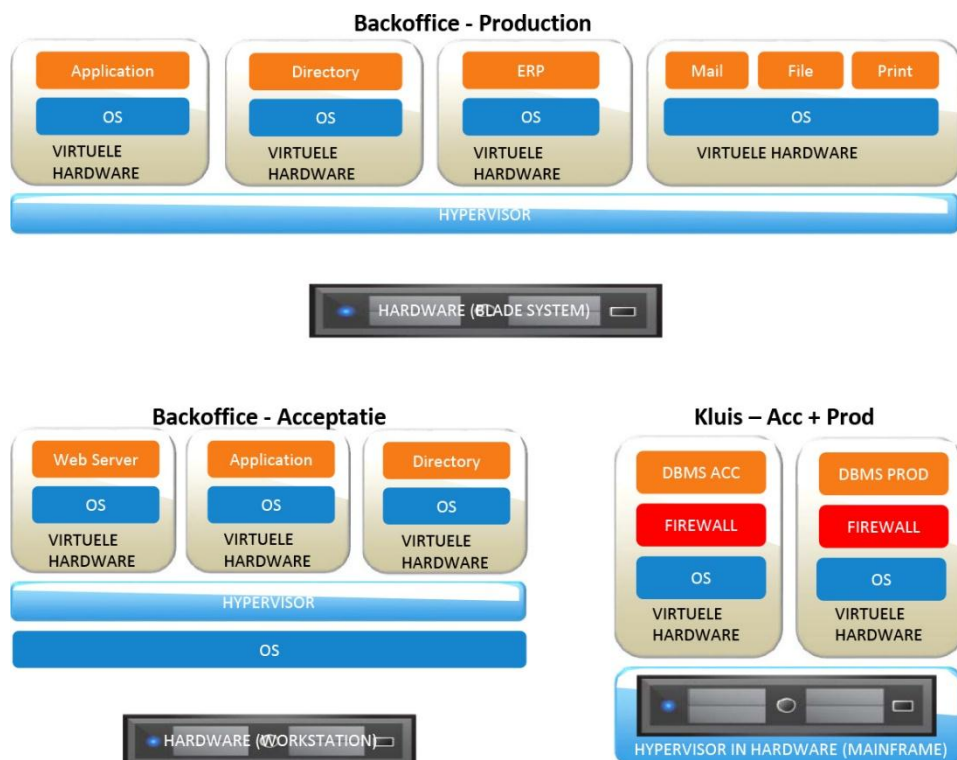 Backoffice - Production
Application
Directory
ERP
Mail
File
Print
OS
OS
OS
OS
VIRTUELE
HARDWARE
VIRTUELE
HARDWARE
VIRTUELE
HARDWARE
VIRTUELE HARDWARE
HYPERVISOR
HARDWARE (BLADE SYSTEM)
Backoffice - Acceptatie
Web Server
Application
Directory
OS
OS
OS
VIRTUELE
HARDWARE
VIRTUELE
HARDWARE
VIRTUELE
HARDWARE
HYPERVISOR
OS
HARDWARE (WORKSTATION)
Kluis – Acc + Prod
DBMS ACC
DBMS PROD
FIREWALL
FIREWALL
OS
OS
VIRTUELE
HARDWARE
VIRTUELE
HARDWARE
HYPERVISOR IN HARDWARE (MAINFRAME)